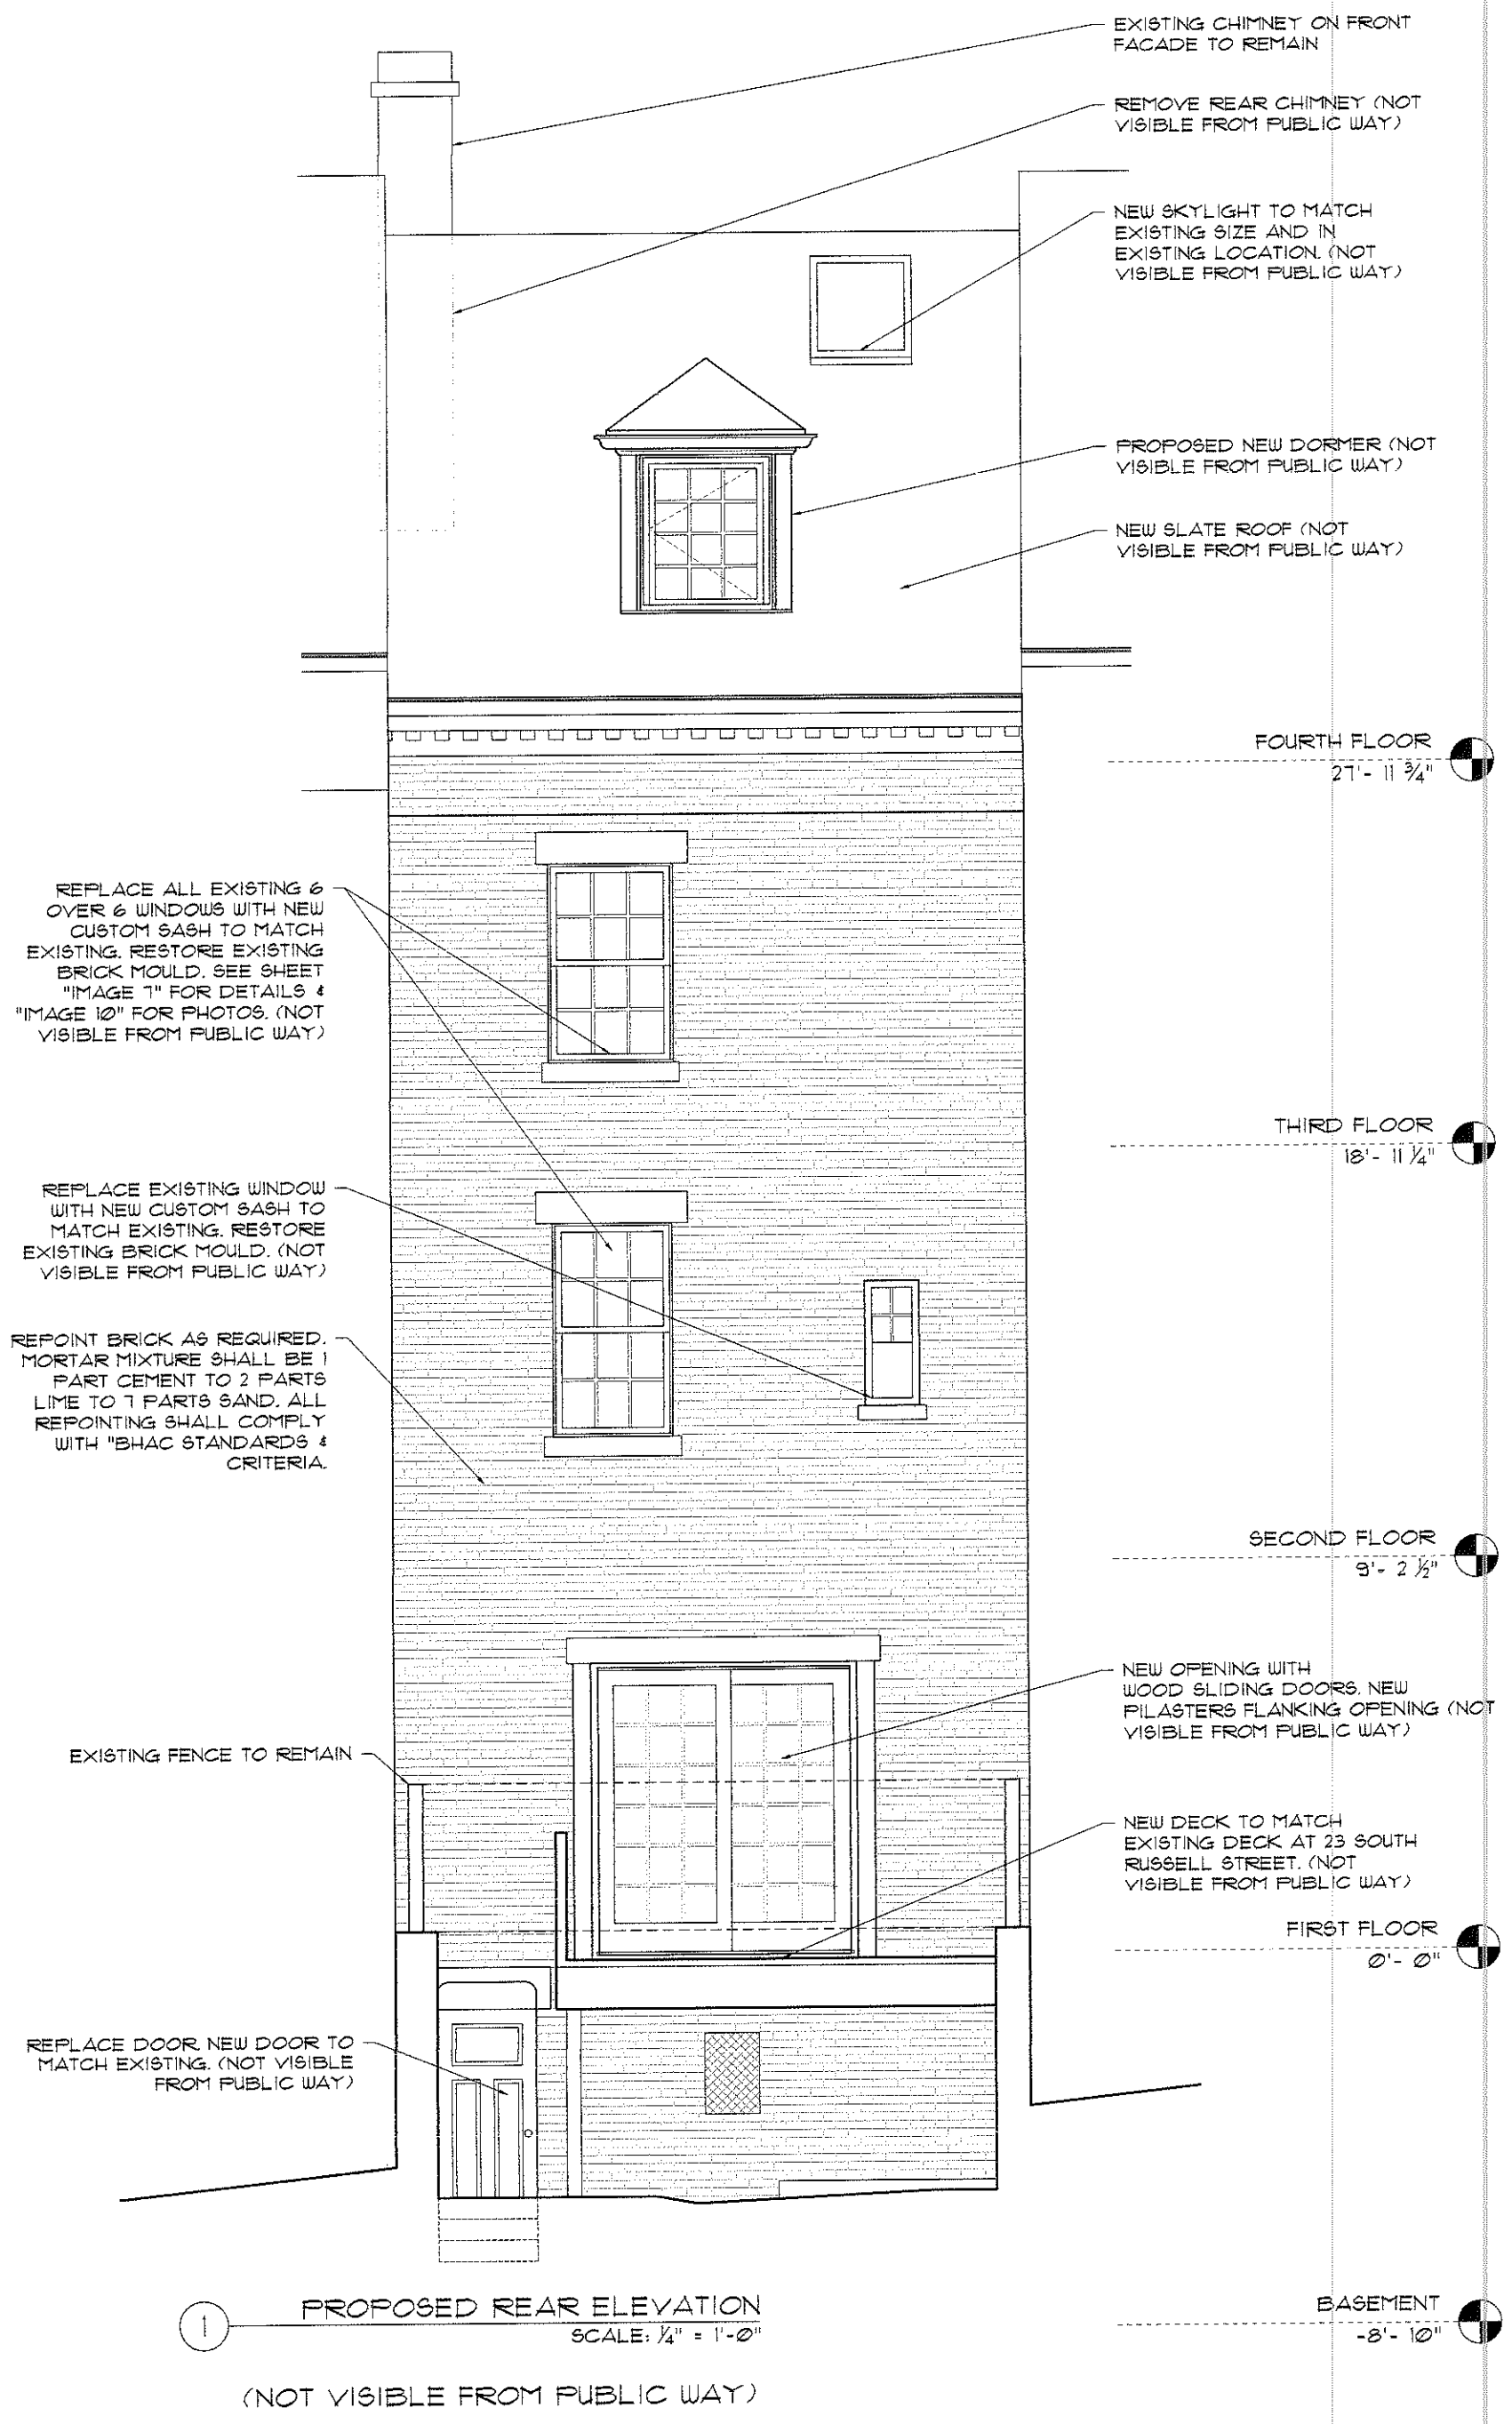 EXISTING CHIMNEY ON FRONT
FACADE TO REMAIN
REMOVE REAR CHIMNEY (NOT
VISIBLE FROM PUBLIC WAY)
NEW SKYLIGHT TO MATCH
EXISTING SIZE AND IN
EXISTING LOCATION. (NOT
VISIBLE FROM PUBLIC WAY)
PROPOSED NEW DORMER (NOT
VISIBLE FROM PUBLIC WAY)
NEW SLATE ROOF (NOT
VISIBLE FROM PUBLIC WAY)
FOURTH FLOOR
27'- 11 3/4"
REPLACE ALL EXISTING 6
OVER 6 WINDOWS WITH NEW
CUSTOM SASH TO MATCH
EXISTING. RESTORE EXISTING
BRICK MOULD. SEE SHEET
"IMAGE 7" FOR DETAILS &
"IMAGE 10" FOR PHOTOS. (NOT
VISIBLE FROM PUBLIC WAY)
THIRD FLOOR
18'- 11 1/4"
REPLACE EXISTING WINDOW
WITH NEW CUSTOM SASH TO
MATCH EXISTING. RESTORE
EXISTING BRICK MOULD. (NOT
VISIBLE FROM PUBLIC WAY)
REPOINT BRICK AS REQUIRED.
MORTAR MIXTURE SHALL BE 1
PART CEMENT TO 2 PARTS
LIME TO 7 PARTS SAND. ALL
REPOINTING SHALL COMPLY
WITH "BHAC STANDARDS &
CRITERIA.
SECOND FLOOR
9'- 2 1/2"
NEW OPENING WITH
WOOD SLIDING DOORS. NEW
PILASTERS FLANKING OPENING (NOT
VISIBLE FROM PUBLIC WAY)
EXISTING FENCE TO REMAIN
NEW DECK TO MATCH
EXISTING DECK AT 23 SOUTH
RUSSELL STREET. (NOT
VISIBLE FROM PUBLIC WAY)
FIRST FLOOR
0'- 0"
REPLACE DOOR. NEW DOOR TO
MATCH EXISTING. (NOT VISIBLE
FROM PUBLIC WAY)
1
PROPOSED REAR ELEVATION
SCALE: 1/4" = 1'-0"
BASEMENT
-8'- 10"
(NOT VISIBLE FROM PUBLIC WAY)